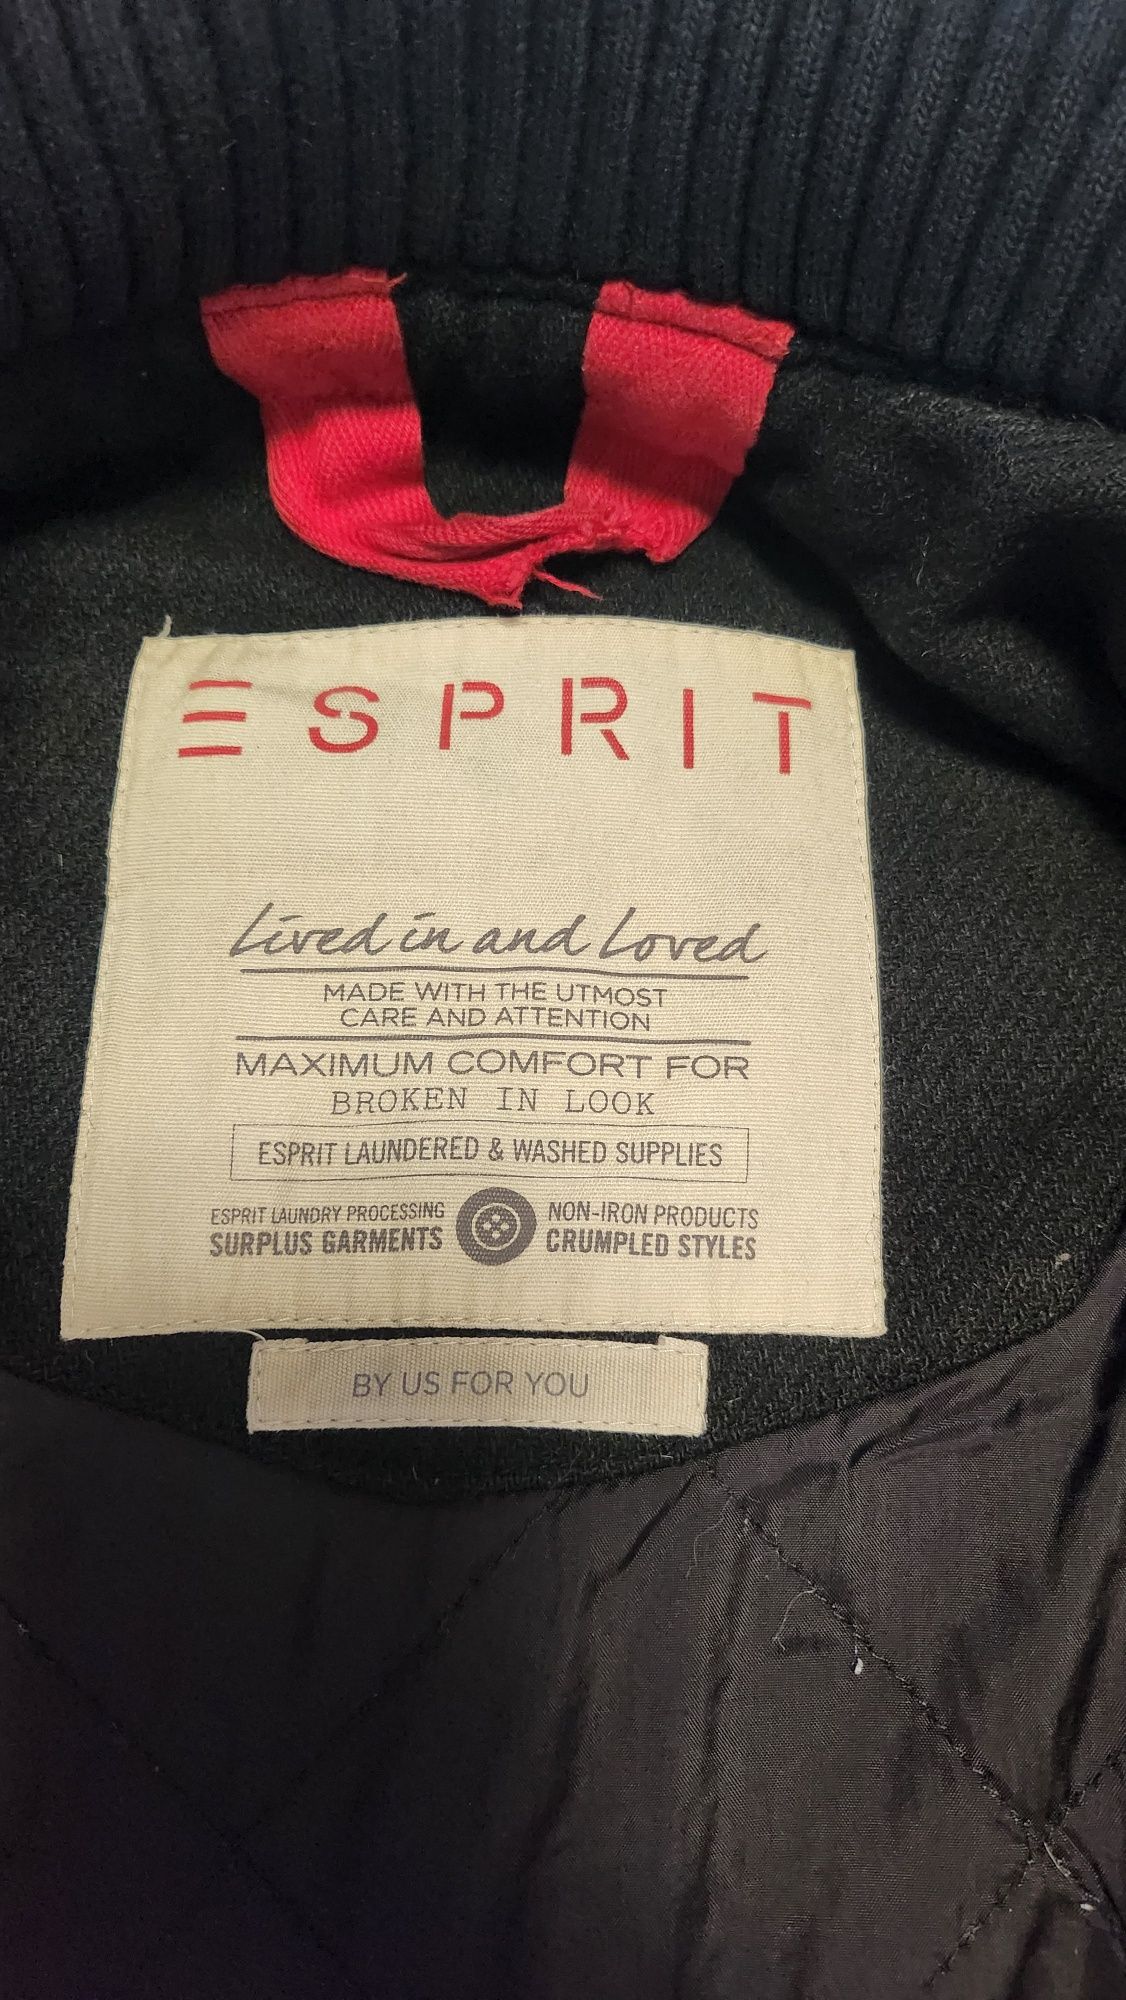 ESPRIT
Lived in and Loved
MADE WITH THE UTMOST
CARE AND ATTENTION
MAXIMUM COMFORT FOR
BROKEN IN LOOK
ESPRIT LAUNDERED & WASHED SUPPLIES
ESPRIT LAUNDRY PROCESSING
SURPLUS GARMENTS
NON-IRON PRODUCTS
CRUMPLED STYLES
BY US FOR YOU